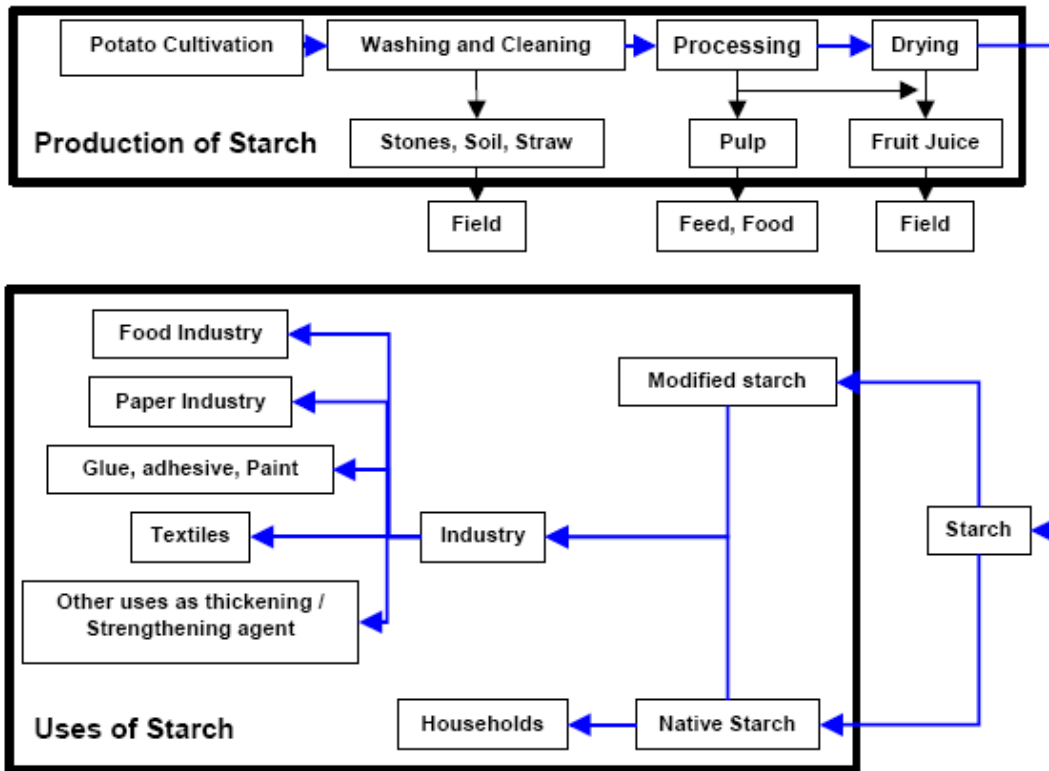 Potato Cultivation
Washing and Cleaning
Processing
Drying
Production of Starch
Stones, Soil, Straw
Pulp
Fruit Juice
Field
Feed, Food
Field
Food Industry
Modified starch
Paper Industry
Glue, adhesive, Paint
Textiles
Industry
Starch
Other uses as thickening /
Strengthening agent
Uses of Starch
Households
Native Starch